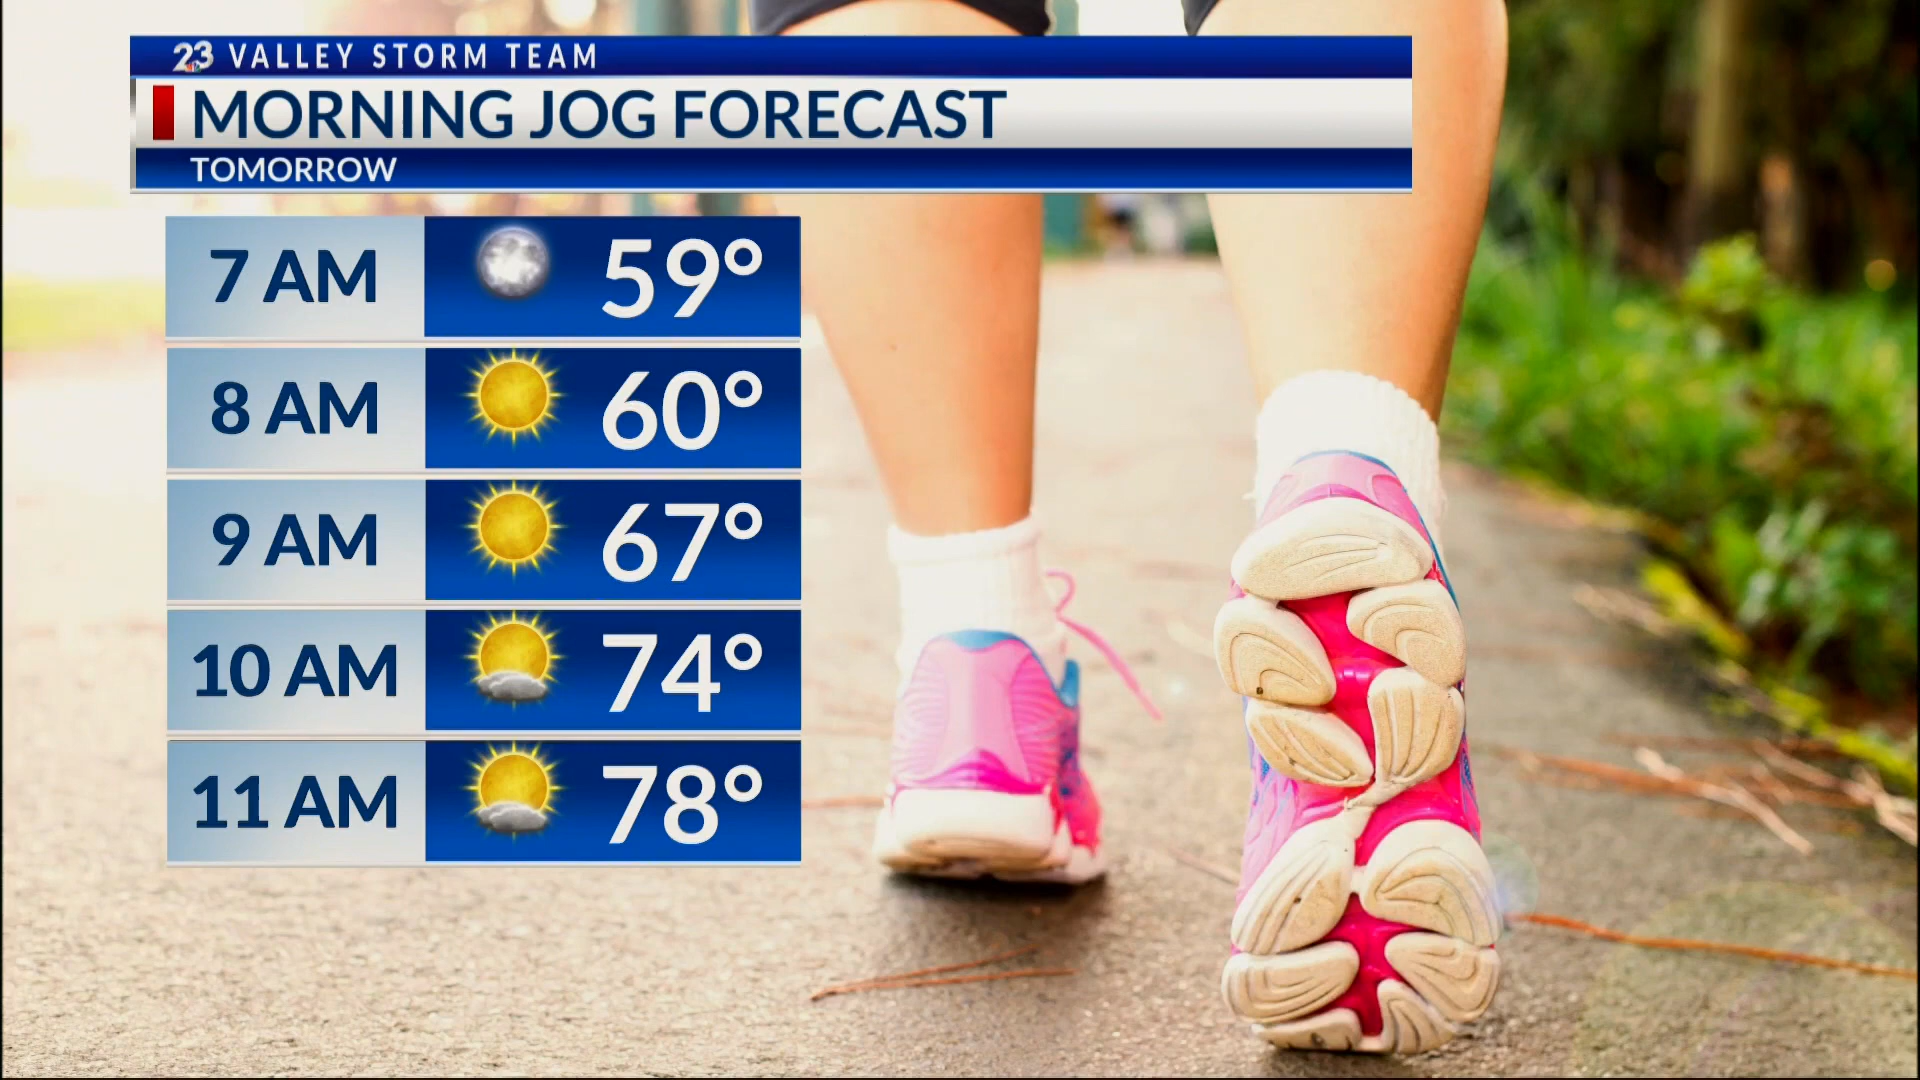 23 VALLEY STORM TEAM
MORNING JOG FORECAST
TOMORROW
7 AM 59°
8 AM 60°
9 AM 67°
10 AM 74°
11 AM 78°